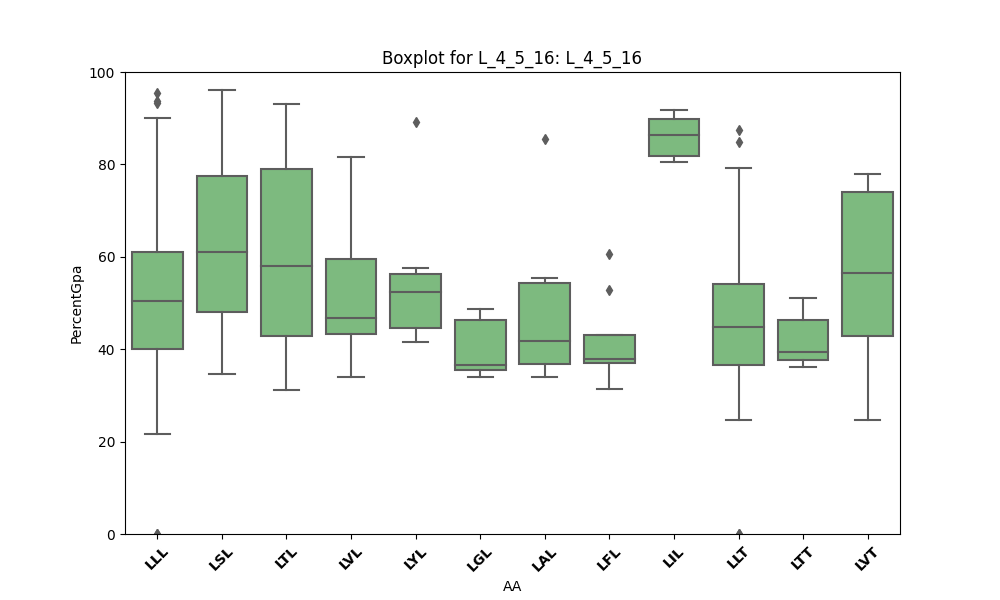 Boxplot for L_4_5_16: L_4_5_16
100
80
60
40
20
0
PercentGpa
LLL LSL LTL LVL LYL LGL LAL LFL LIL LLT LTT LVT
AA